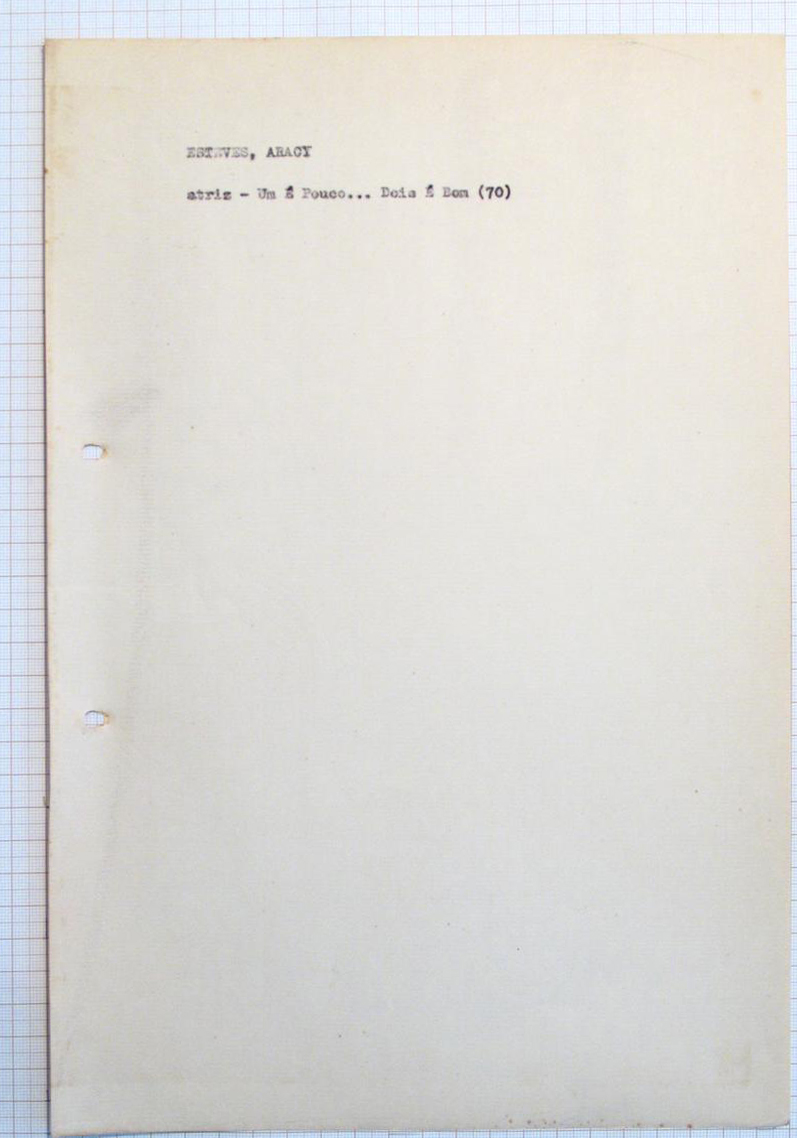 ESTEVES, ARACY
atriz - Um É Pouco... Dois É Bom (70)